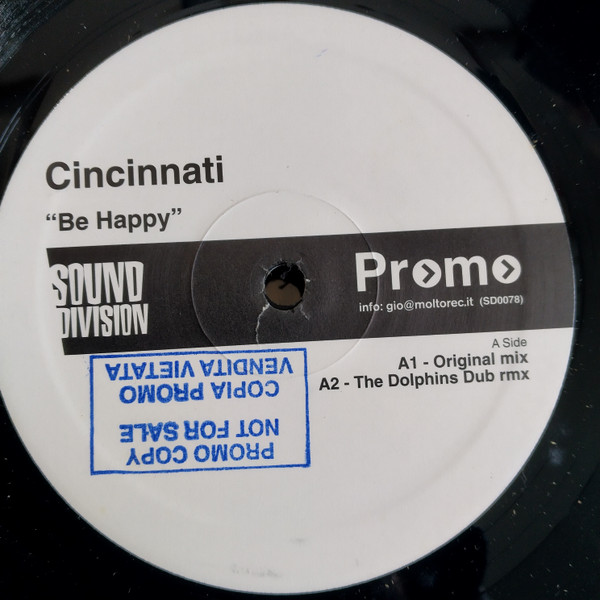 Cincinnati
“Be Happy”
SOUND
DIVISION
Promo
info: gio@moltorec.it (SD0078)
A Side
A1 - Original mix
A2 - The Dolphins Dub rmx
PROMO COPY
NOT FOR SALE
COPIA PROMO
VENDITA VIETATA